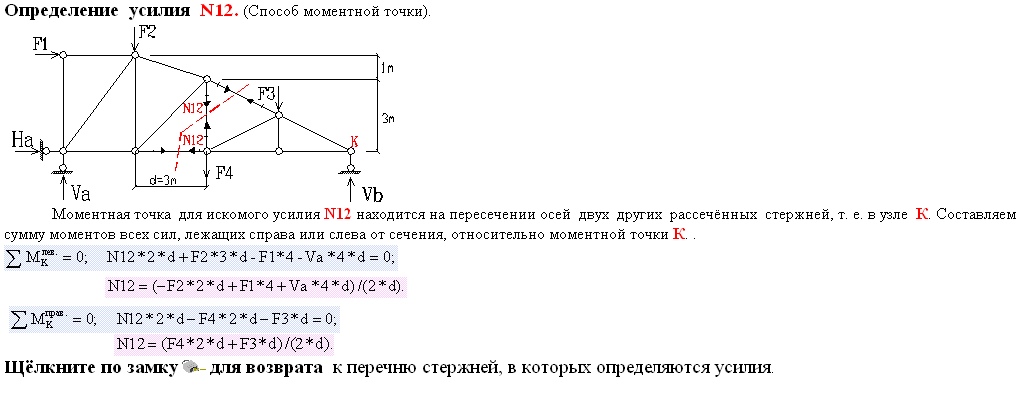 Определение усилия N12. (Способ моментной точки).
F2
F1
1m
F3
N12
3m
N12
На
K
F4
d=3m
Va
Vb
Моментная точка для искомого усилия N12 находится на пересечении осей двух других рассечённых стержней, т. е. в узле K. Составляем
сумму моментов всех сил, лежащих справа или слева от сечения, относительно моментной точки K. .
∑ M_K^лев. = 0; N12*2*d+F2*3*d-F1*4-Va*4*d=0;
N12 = (−F2*2*d+F1*4+Va*4*d)/(2*d).
∑ M_K^прав. = 0; N12*2*d−F4*2*d−F3*d=0;
N12 = (F4*2*d+F3*d)/(2*d).
Щёлкните по замку для возврата к перечню стержней, в которых определяются усилия.